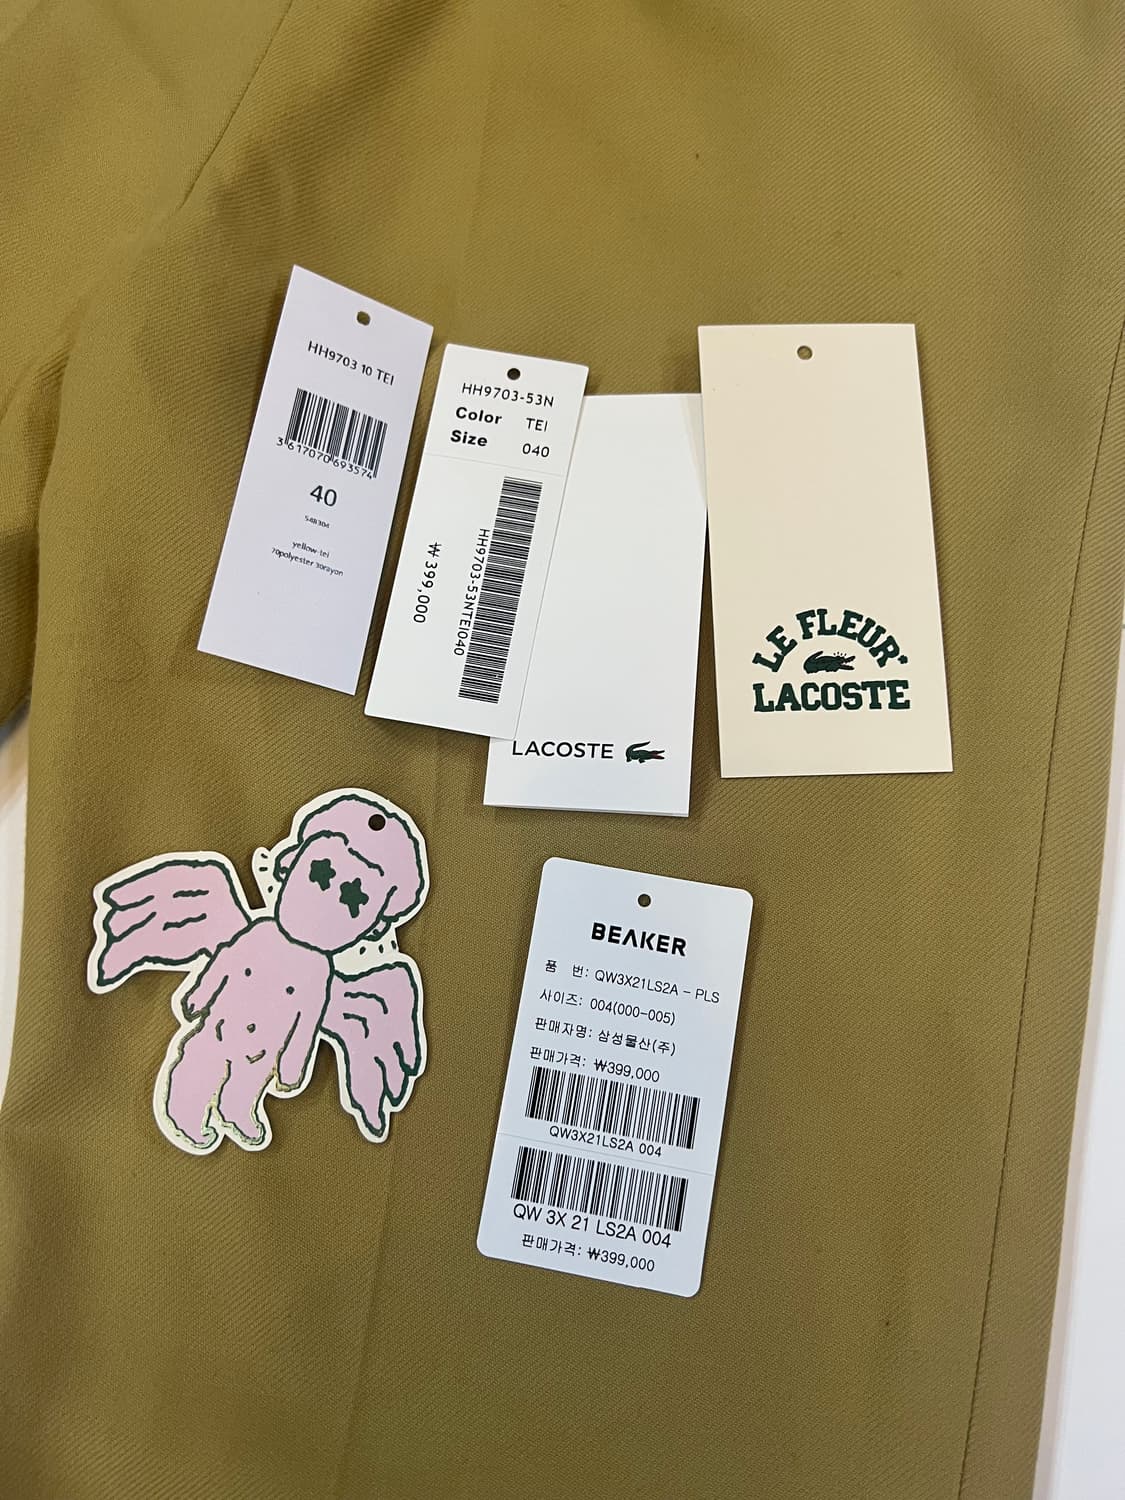 HH9703 10 TEI
3 617070 693574
40
548304
yellow-tei
70polyester 30rayon
HH9703-53N
Color TEI
Size 040
HH9703-53NTEI040
₩399,000
LACOSTE
LE FLEUR*
LACOSTE
BEAKER
품 번: QW3X21LS2A - PLS
사이즈: 004(000-005)
판매자명: 삼성물산(주)
판매가격: ₩399,000
QW3X21LS2A 004
QW 3X 21 LS2A 004
판매가격: ₩399,000